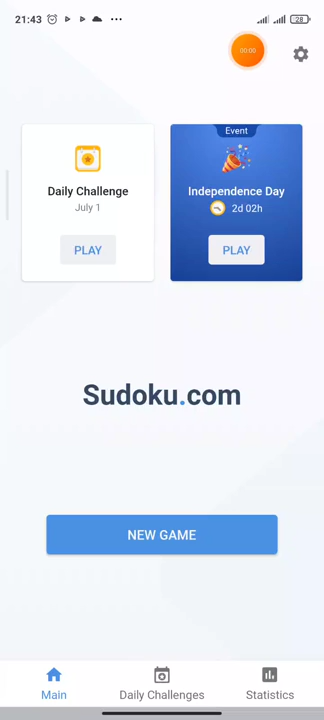 21:43
28
00:00
Event
Daily Challenge
July 1
PLAY
Independence Day
2d 02h
PLAY
Sudoku.com
NEW GAME
Main
Daily Challenges
Statistics